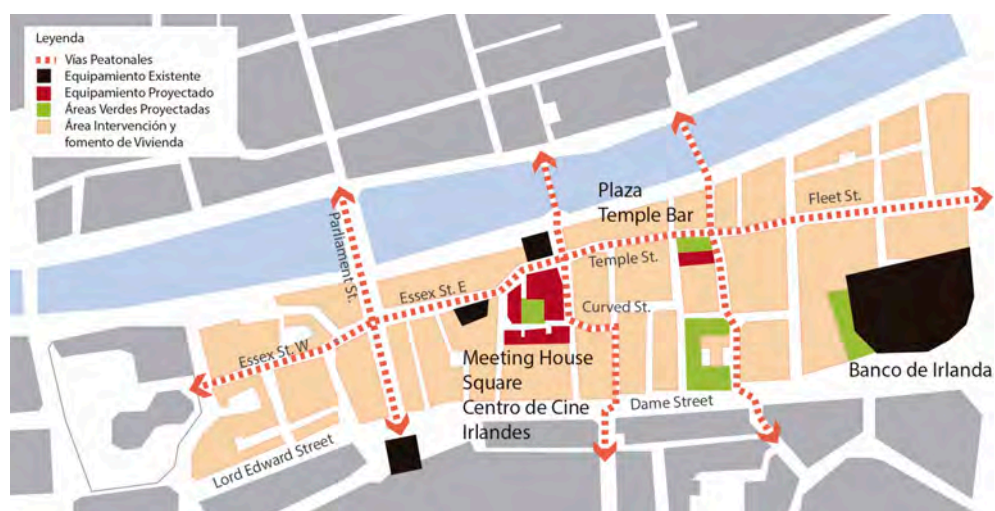 Leyenda
Vías Peatonales
Equipamiento Existente
Equipamiento Proyectado
Áreas Verdes Proyectadas
Área Intervención y
fomento de Vivienda
Plaza
Temple Bar
Fleet St.
Parliament St.
Temple St.
Essex St. E
Curved St.
Essex St. W
Meeting House
Square
Centro de Cine
Irlandes
Banco de Irlanda
Dame Street
Lord Edward Street